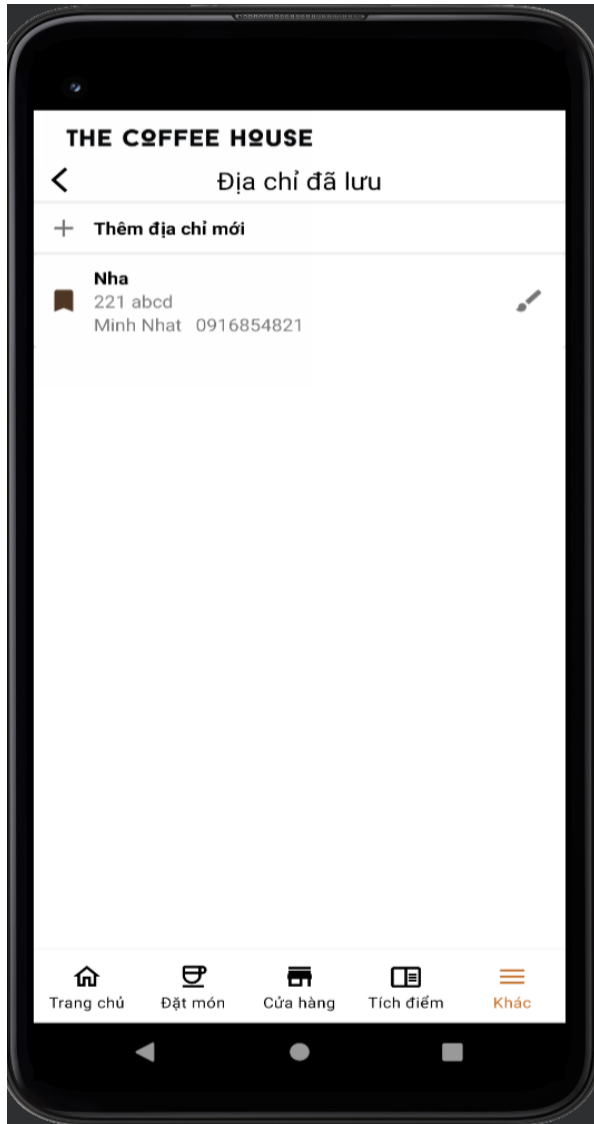 THE COFFEE HOUSE
Địa chỉ đã lưu
Thêm địa chỉ mới
Nha
221 abcd
Minh Nhat 0916854821
Trang chủ Đặt món Cửa hàng Tích điểm Khác